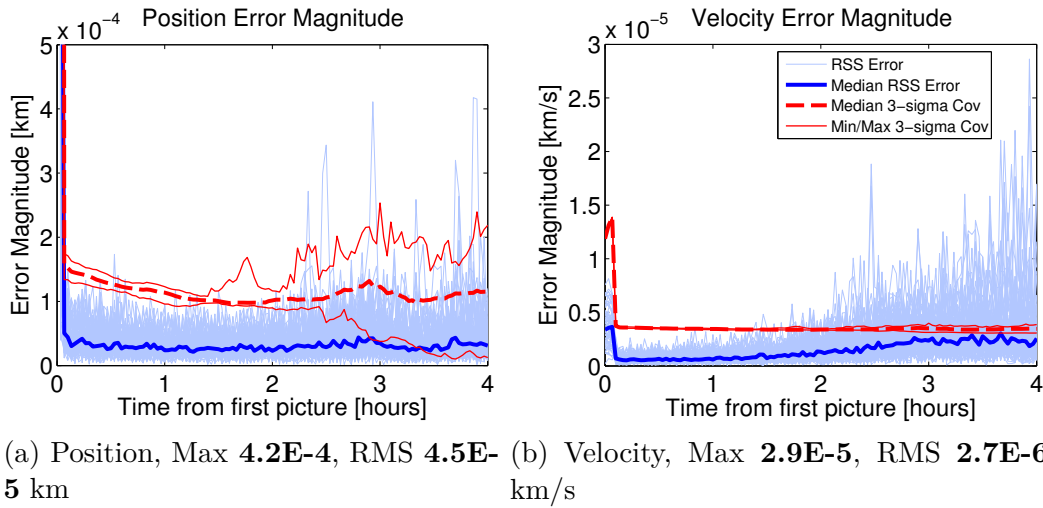 Position Error Magnitude
x 10⁻⁴
5
4
3
2
1
0
0 1 2 3 4
Error Magnitude [km]
Time from first picture [hours]
(a) Position, Max 4.2E-4, RMS 4.5E-
5 km
Velocity Error Magnitude
x 10⁻⁵
3
2.5
2
1.5
1
0.5
0
0 1 2 3 4
Error Magnitude [km/s]
Time from first picture [hours]
RSS Error
Median RSS Error
Median 3−sigma Cov
Min/Max 3−sigma Cov
(b) Velocity, Max 2.9E-5, RMS 2.7E-6
km/s